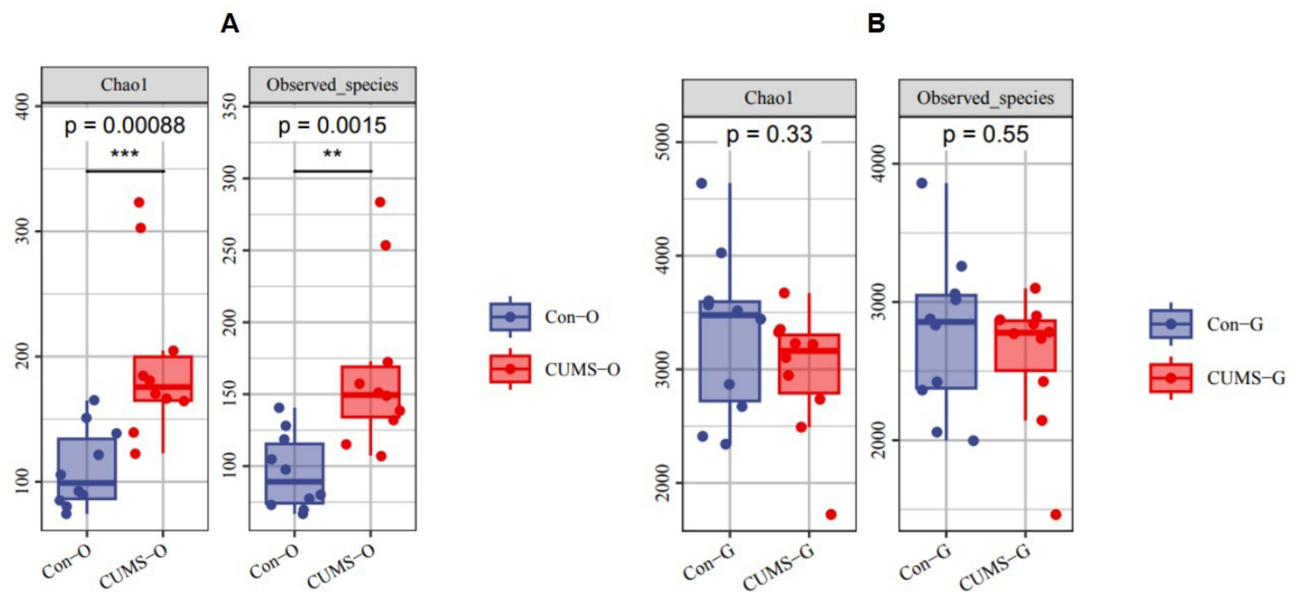 A
B
Chao1
Observed_species
p = 0.00088
p = 0.0015
***
**
400
300
200
100
350
300
250
200
150
100
Con−O
CUMS−O
Con−O
CUMS−O
Con−O
CUMS−O
Chao1
Observed_species
p = 0.33
p = 0.55
5000
4000
3000
2000
4000
3000
2000
Con−G
CUMS−G
Con−G
CUMS−G
Con−G
CUMS−G